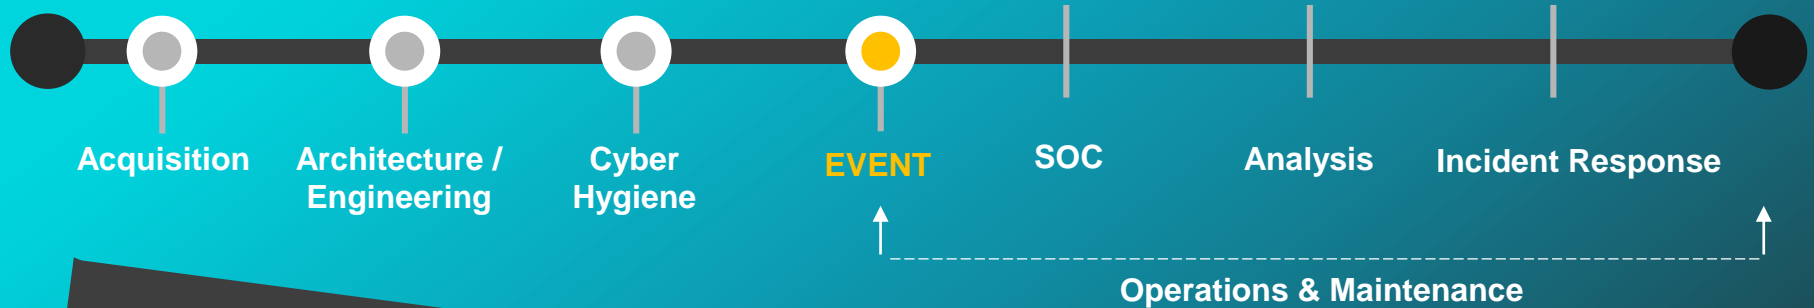 Acquisition
Architecture /
Engineering
Cyber
Hygiene
EVENT
SOC
Analysis
Incident Response
Operations & Maintenance